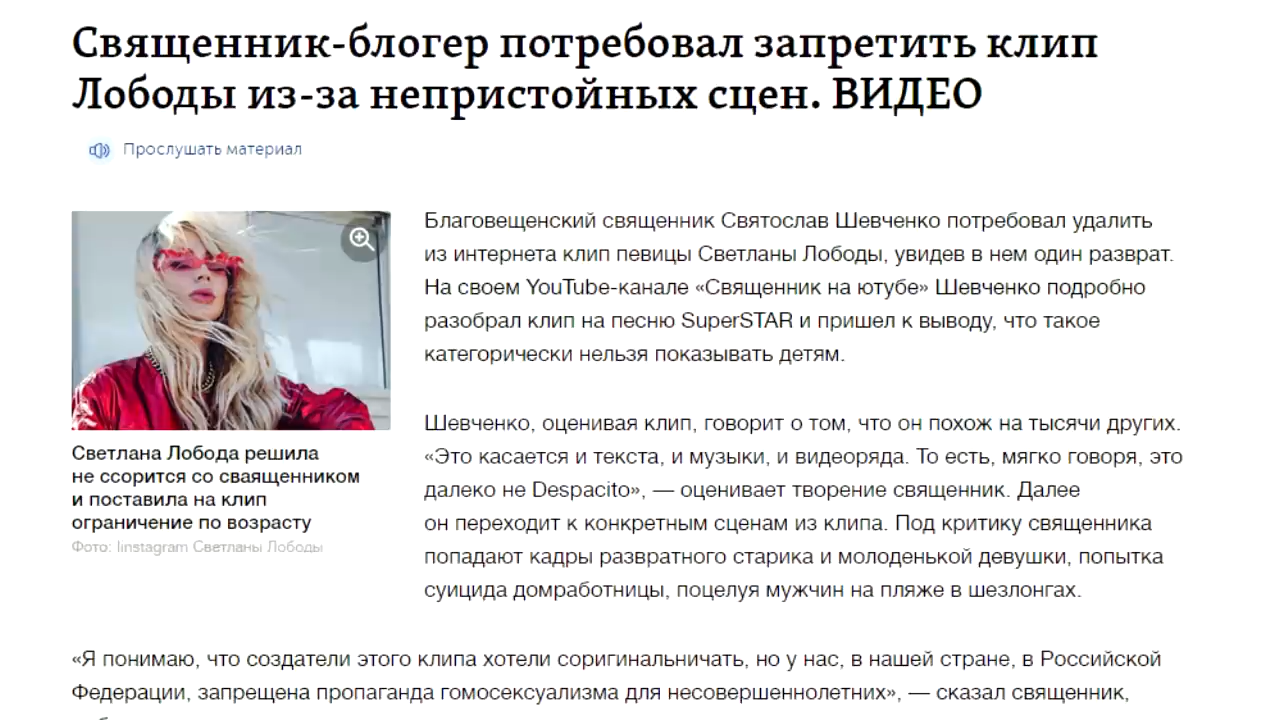 Священник-блогер потребовал запретить клип
Лободы из-за непристойных сцен. ВИДЕО
Прослушать материал
Благовещенский священник Святослав Шевченко потребовал удалить
из интернета клип певицы Светланы Лободы, увидев в нем один разврат.
На своем YouTube-канале «Священник на ютубе» Шевченко подробно
разобрал клип на песню SuperSTAR и пришел к выводу, что такое
категорически нельзя показывать детям.
Светлана Лобода решила
не ссорится со сваященником
и поставила на клип
ограничение по возрасту
Фото: Iinstagram Светланы Лободы
Шевченко, оценивая клип, говорит о том, что он похож на тысячи других.
«Это касается и текста, и музыки, и видеоряда. То есть, мягко говоря, это
далеко не Despacito», — оценивает творение священник. Далее
он переходит к конкретным сценам из клипа. Под критику священника
попадают кадры развратного старика и молоденькой девушки, попытка
суицида домработницы, поцелуя мужчин на пляже в шезлонгах.
«Я понимаю, что создатели этого клипа хотели соригинальничать, но у нас, в нашей стране, в Российской
Федерации, запрещена пропаганда гомосексуализма для несовершеннолетних», — сказал священник,